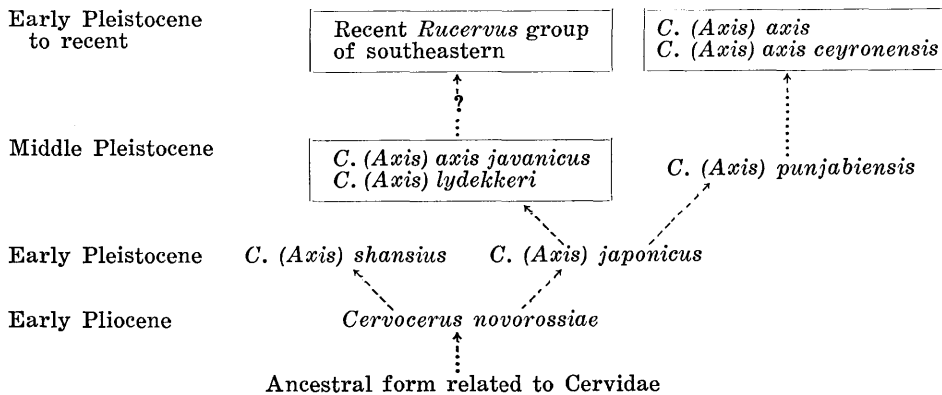 Early Pleistocene
to recent
Recent Rucervus group
of southeastern
C. (Axis) axis
C. (Axis) axis ceyronensis
?
Middle Pleistocene
C. (Axis) axis javanicus
C. (Axis) lydekkeri
C. (Axis) punjabiensis
Early Pleistocene
C. (Axis) shansius
C. (Axis) japonicus
Early Pliocene
Cervocerus novorossiae
Ancestral form related to Cervidae